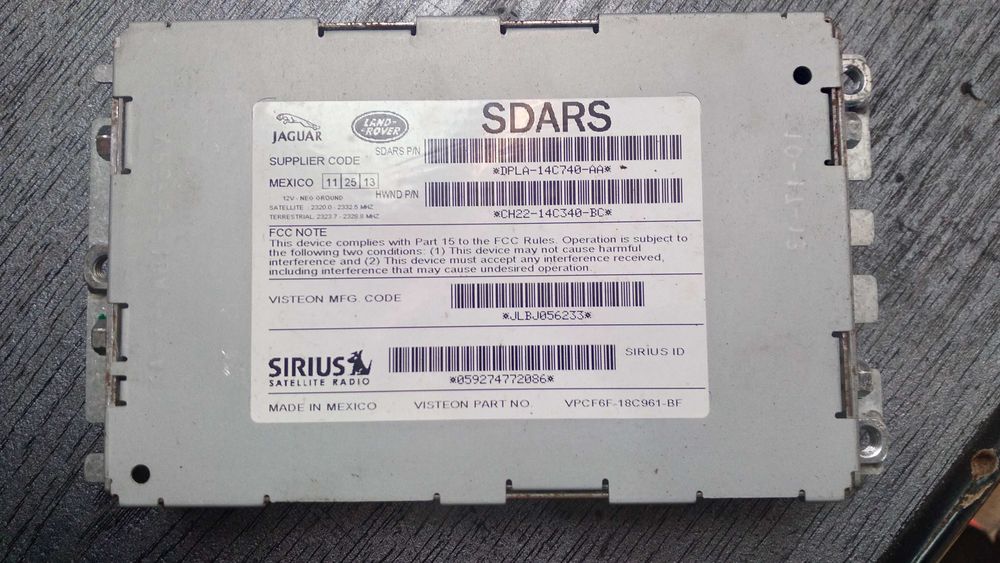 SDARS
JAGUAR
LAND-
ROVER
SDARS P/N
SUPPLIER CODE
*DPLA-14C740-AA*
MEXICO 11 25 13
HWND P/N
12V - NEG GROUND
SATELLITE : 2320.0 - 2332.5 MHZ
TERRESTRIAL 2323.7 - 2328.8 MHZ
*CH22-14C340-BC*
FCC NOTE
This device complies with Part 15 to the FCC Rules. Operation is subject to
the following two conditions: (1) This device may not cause harmful
interference and (2) This device must accept any interference received,
including interference that may cause undesired operation.
VISTEON MFG. CODE
*JLBJ056233*
SIRIUS
SATELLITE RADIO
SIRIUS ID
*059274772086*
MADE IN MEXICO VISTEON PART NO. VPCF6F-18C961-BF